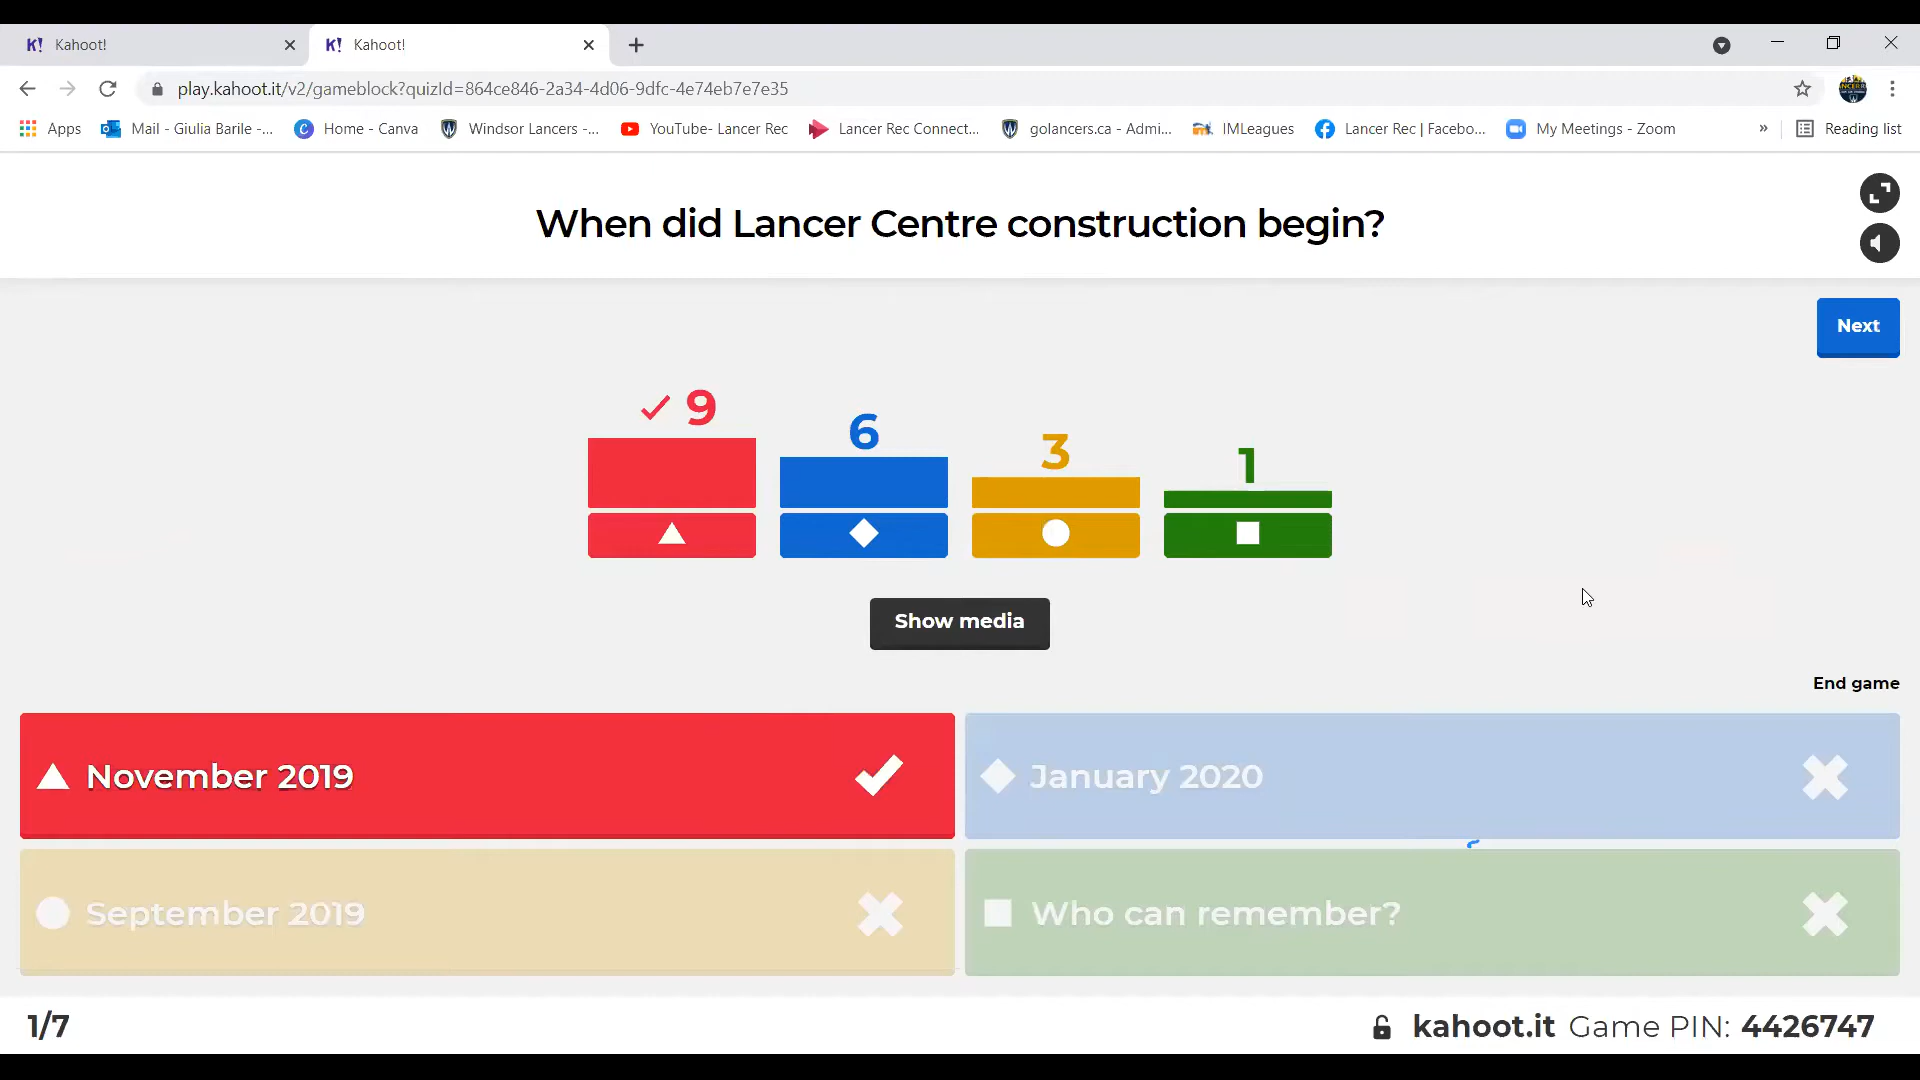 K! Kahoot!
K! Kahoot!
play.kahoot.it/v2/gameblock?quizId=864ce846-2a34-4d06-9dfc-4e74eb7e7e35
Apps
Mail - Giulia Barile -...
Home - Canva
Windsor Lancers -...
YouTube- Lancer Rec
Lancer Rec Connect...
golancers.ca - Admi...
IMLeagues
Lancer Rec | Facebo...
My Meetings - Zoom
»
Reading list
When did Lancer Centre construction begin?
Next
9
6
3
1
Show media
End game
November 2019
January 2020
September 2019
Who can remember?
1/7
kahoot.it Game PIN: 4426747